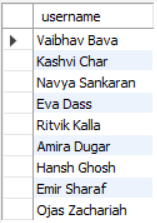 username
Vaibhav Bava
Kashvi Char
Navya Sankaran
Eva Dass
Ritvik Kalla
Amira Dugar
Hansh Ghosh
Emir Sharaf
Ojas Zachariah